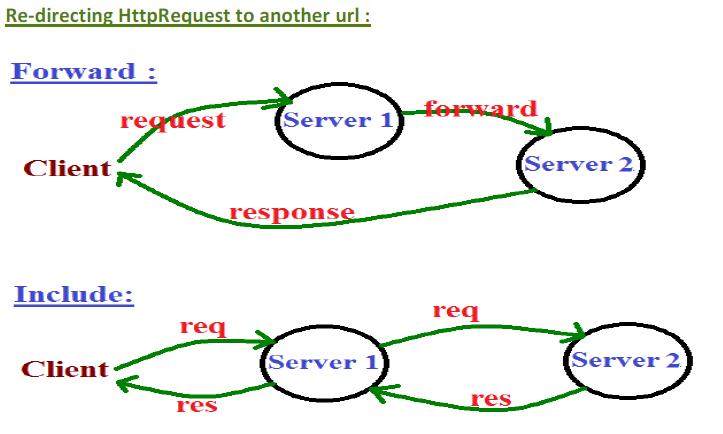 Re-directing HttpRequest to another url :
Forward :
request
Server 1
forward
Client
Server 2
response
Include:
req
req
Client
Server 1
Server 2
res
res